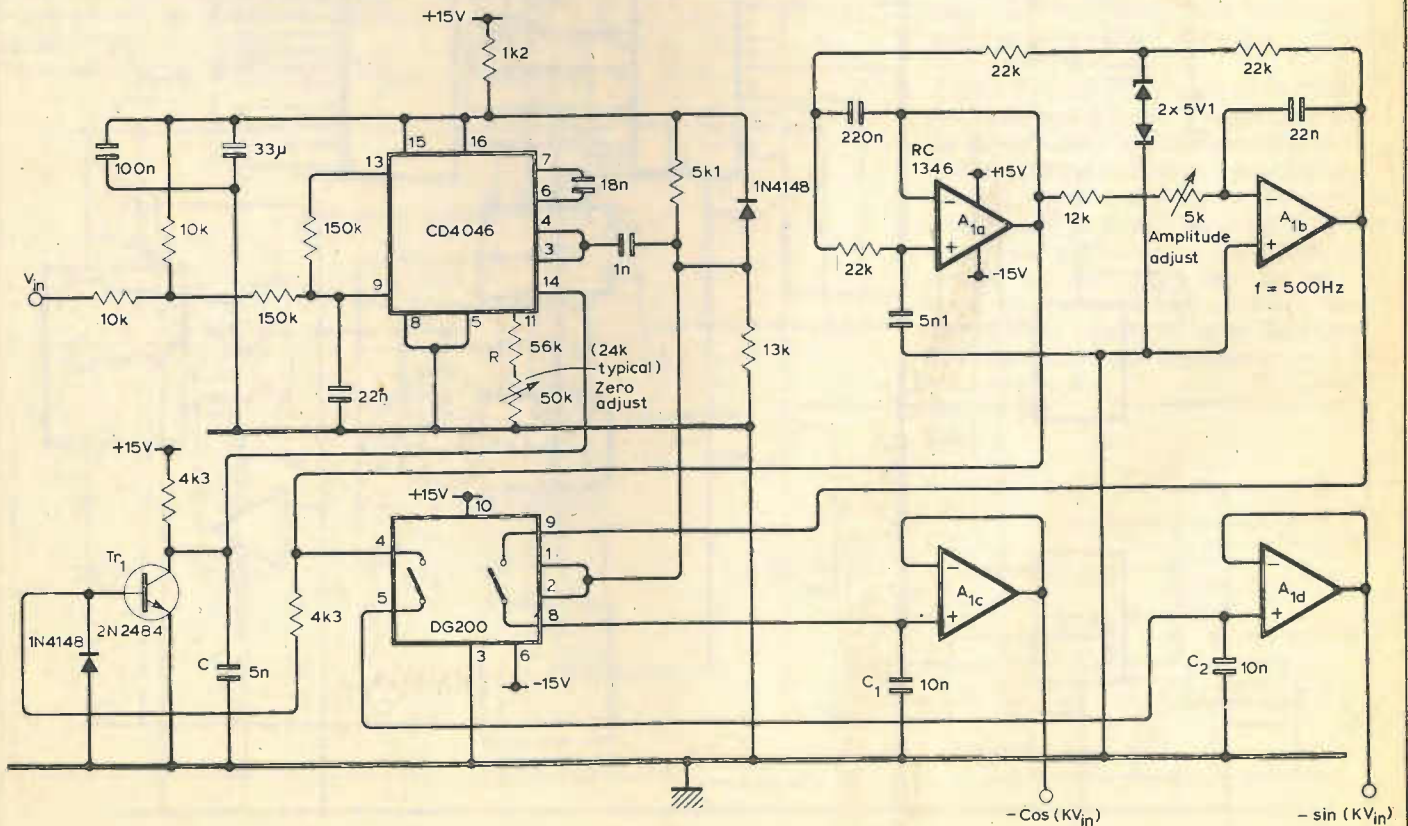 +15V
1k2
100n
33μ
10k
150k
13
15
16
CD4046
7
6
4
3
14
18n
1n
5k1
1N4148
Vin
10k
150k
9
8
5
11
22n
R
56k
(24k
typical)
Zero
adjust
50k
13k
22k
22k
220n
RC
1346
+15V
A1a
-15V
22k
5n1
12k
5k
Amplitude
adjust
2 x 5V1
22n
A1b
f = 500Hz
+15V
4k3
Tr1
2N2484
1N4148
C
5n
4k3
+15V
10
4
5
9
1
2
8
DG200
3
6
-15V
A1c
C1
10n
A1d
C2
10n
-Cos (KVin)
- sin (KVin)